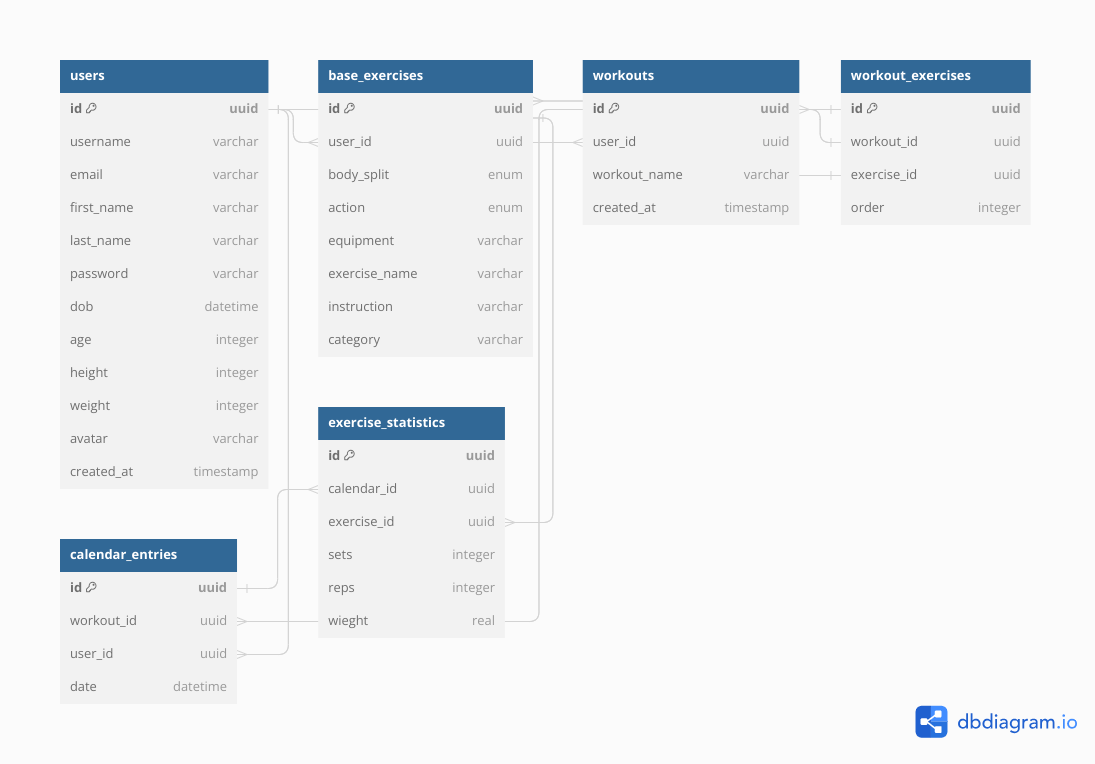 users
id uuid
username varchar
email varchar
first_name varchar
last_name varchar
password varchar
dob datetime
age integer
height integer
weight integer
avatar varchar
created_at timestamp
base_exercises
id uuid
user_id uuid
body_split enum
action enum
equipment varchar
exercise_name varchar
instruction varchar
category varchar
workouts
id uuid
user_id uuid
workout_name varchar
created_at timestamp
workout_exercises
id uuid
workout_id uuid
exercise_id uuid
order integer
exercise_statistics
id uuid
calendar_id uuid
exercise_id uuid
sets integer
reps integer
wieght real
calendar_entries
id uuid
workout_id uuid
user_id uuid
date datetime
dbdiagram.io